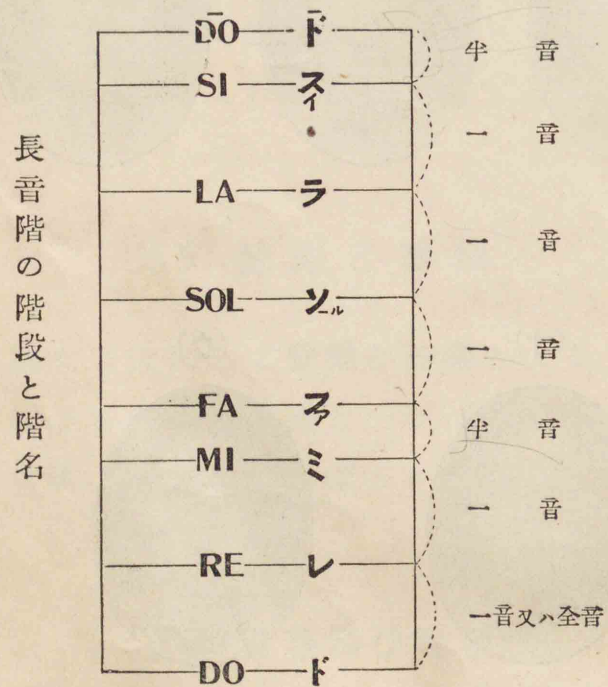 長音階の階段と階名
D̅O̅ ド̅
半音
SI スィ
一音
LA ラ
一音
SOL ソール
一音
FA ファ
半音
MI ミ
一音
RE レ
一音又ハ全音
DO ド